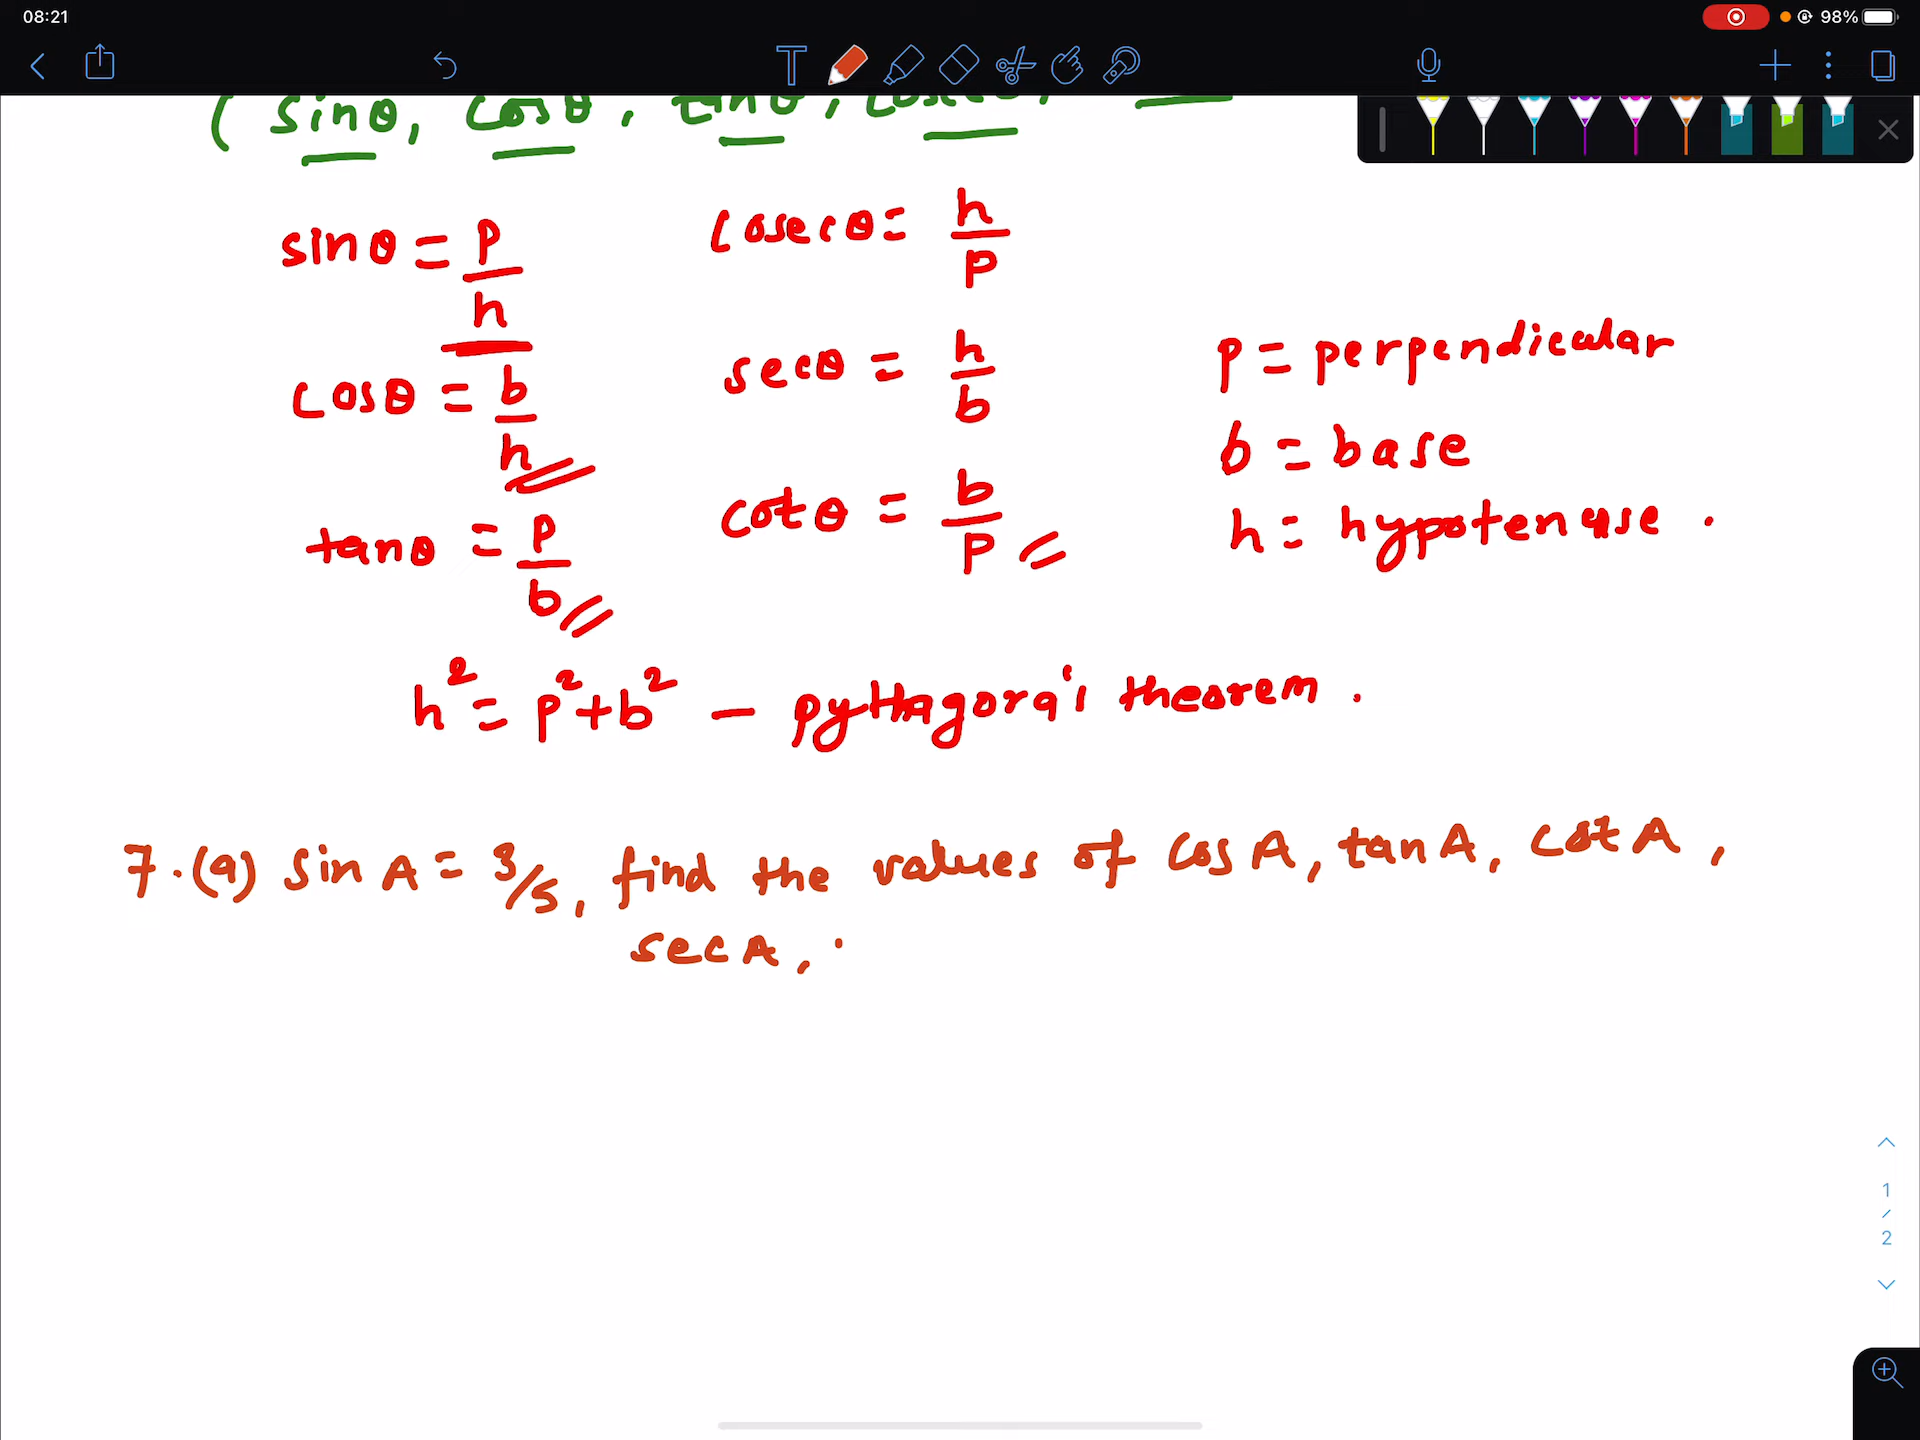 08:21
98%
( sinθ, cosθ, tanθ,
sinθ = p/h
cosecθ = h/p
cosθ = b/h
secθ = h/b
tanθ = p/b
cotθ = b/p
p = perpendicular
b = base
h = hypotenuse .
h² = p² + b² - pythagora's theorem .
7.(a) sin A = 3/5, find the values of cos A, tan A, cot A,
sec A,
1
/
2